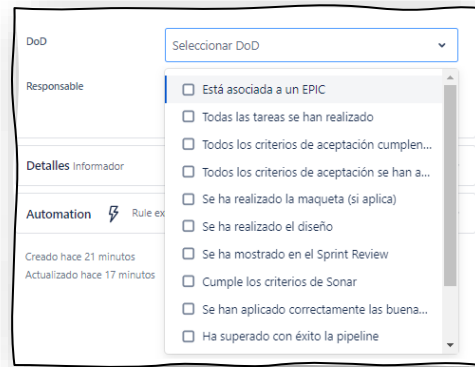 DoD
Seleccionar DoD
Responsable
Está asociada a un EPIC
Todas las tareas se han realizado
Todos los criterios de aceptación cumplen...
Todos los criterios de aceptación se han a...
Se ha realizado la maqueta (si aplica)
Se ha realizado el diseño
Se ha mostrado en el Sprint Review
Cumple los criterios de Sonar
Se han aplicado correctamente las buena...
Ha superado con éxito la pipeline
Detalles Informador
Automation Rule ex
Creado hace 21 minutos
Actualizado hace 17 minutos